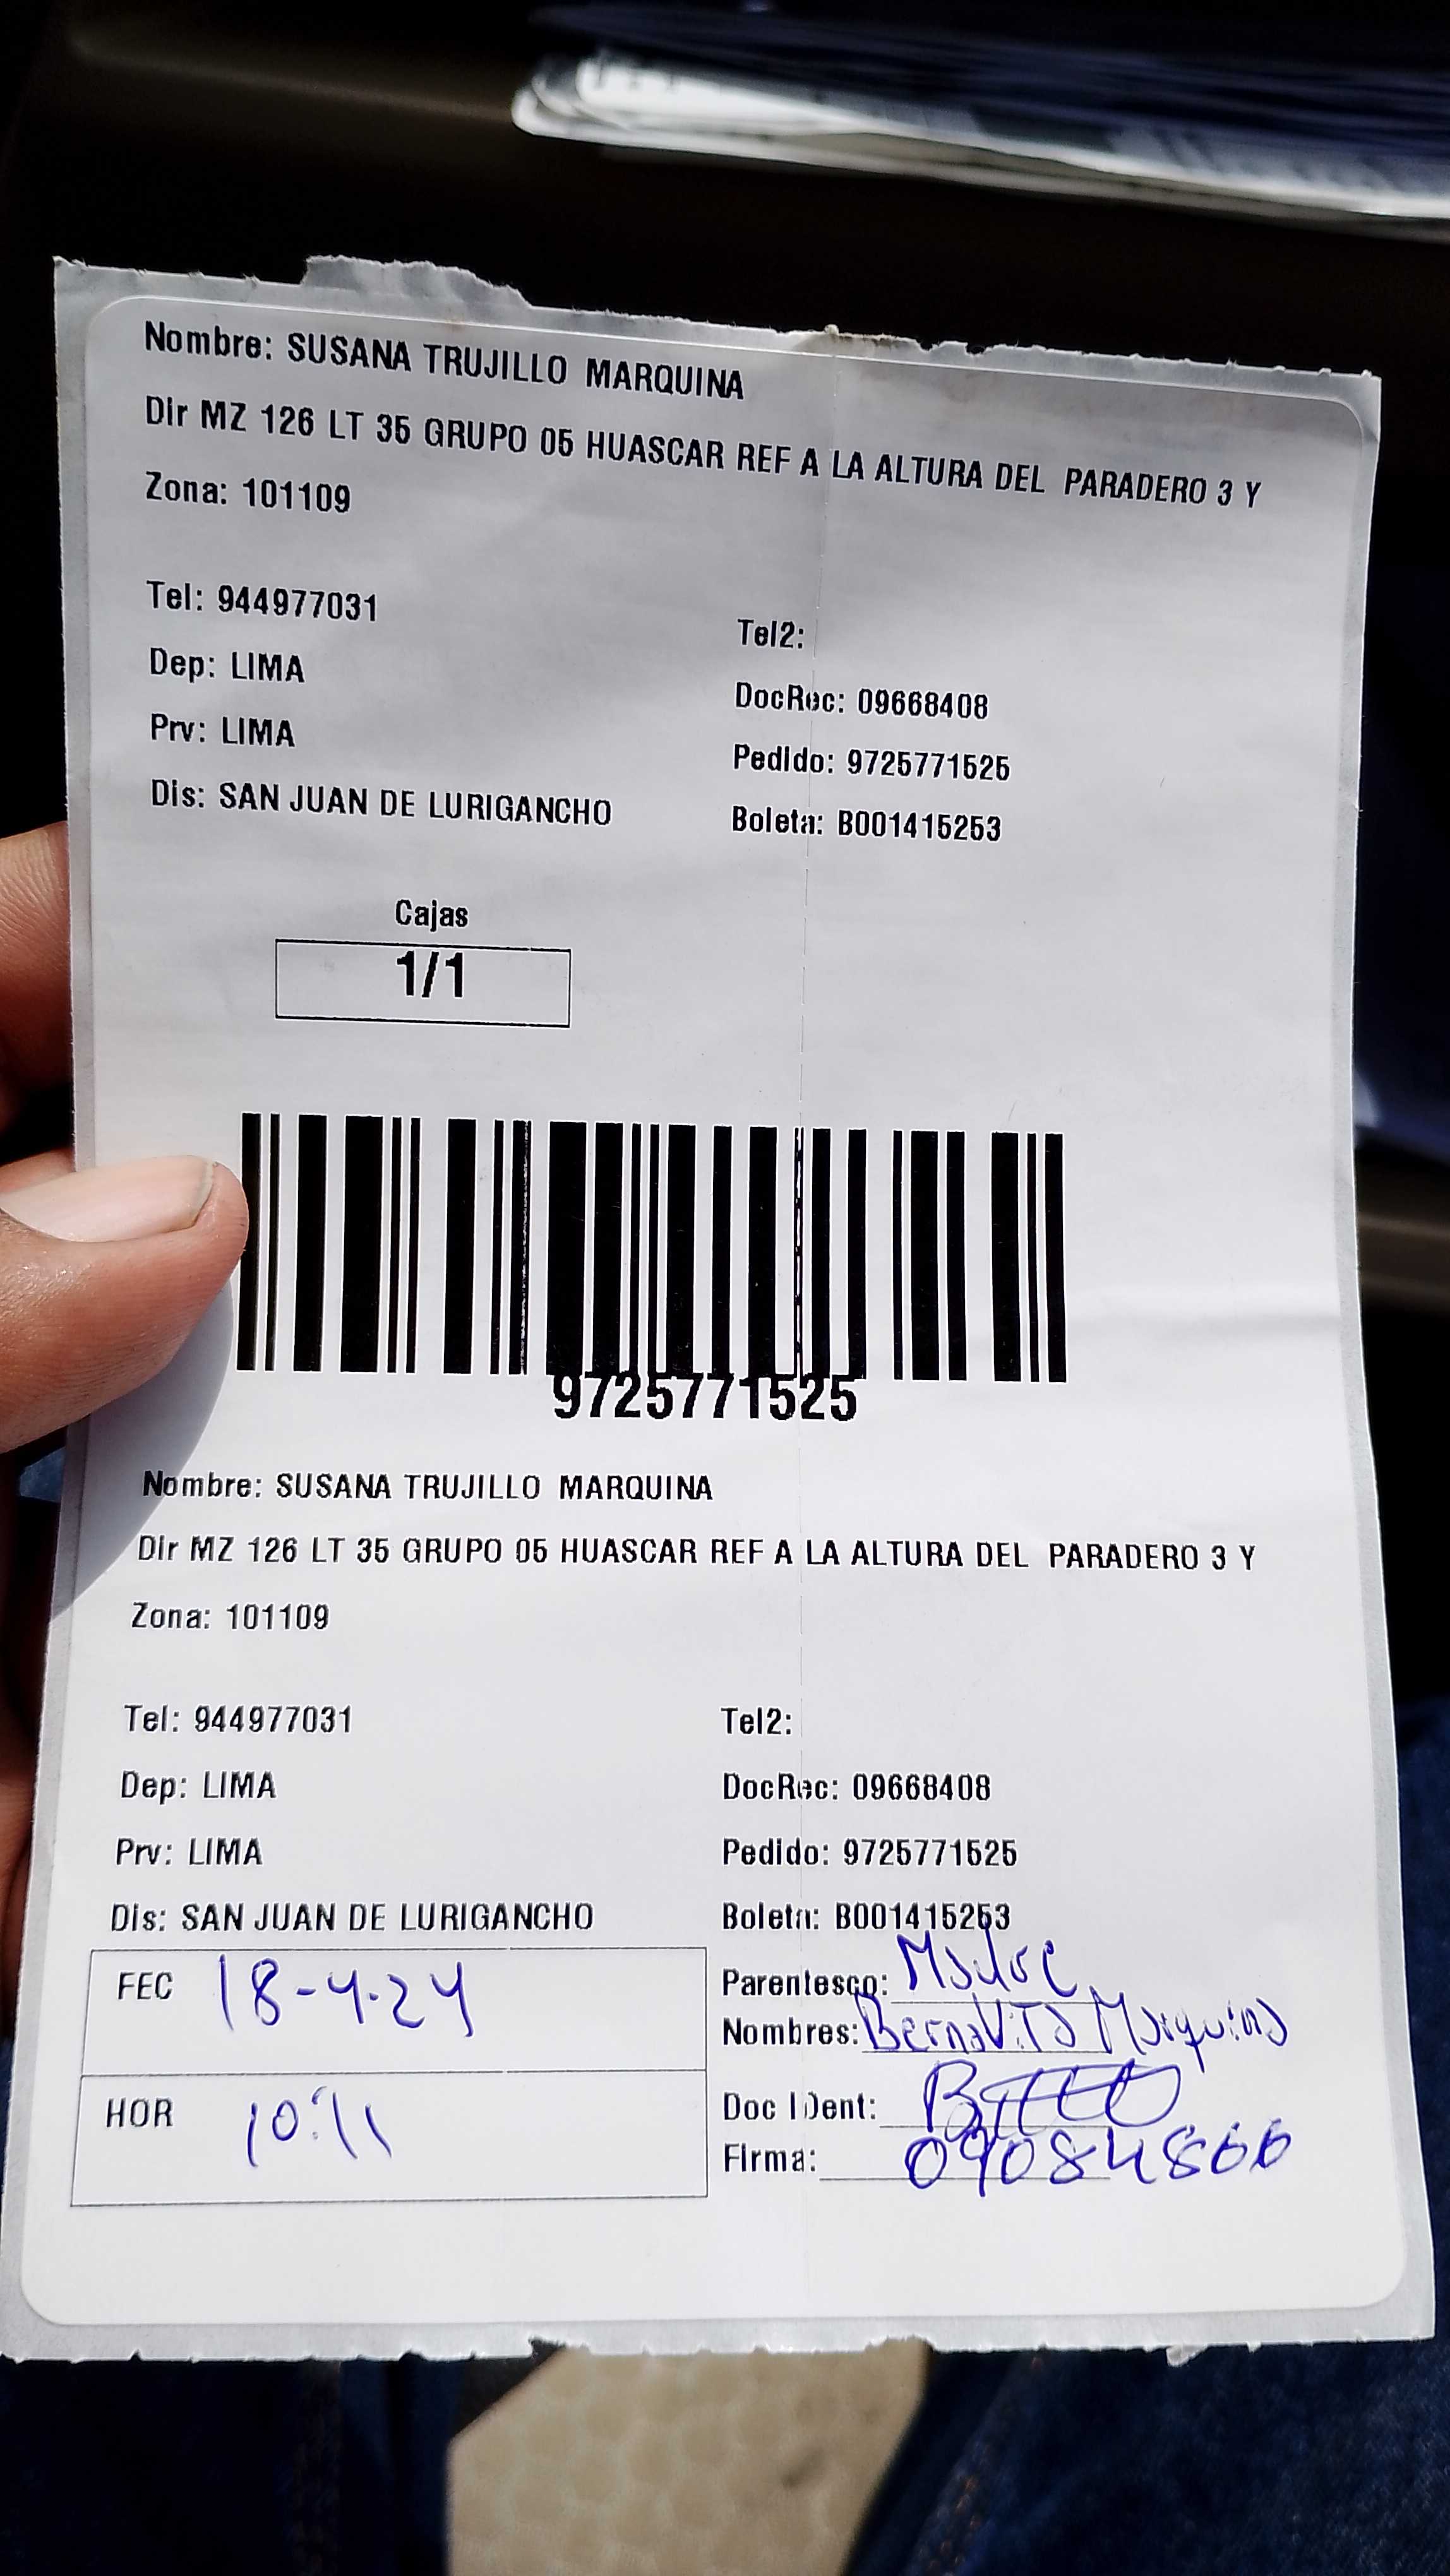 Nombre: SUSANA TRUJILLO MARQUINA
Dir MZ 126 LT 35 GRUPO 05 HUASCAR REF A LA ALTURA DEL PARADERO 3 Y
Zona: 101109
Tel: 944977031
Tel2:
Dep: LIMA
DocRec: 09668408
Prv: LIMA
Pedido: 9725771525
Dis: SAN JUAN DE LURIGANCHO
Boleta: B001415253
Cajas
1/1
9725771525
Nombre: SUSANA TRUJILLO MARQUINA
Dir MZ 126 LT 35 GRUPO 05 HUASCAR REF A LA ALTURA DEL PARADERO 3 Y
Zona: 101109
Tel: 944977031
Tel2:
Dep: LIMA
DocRec: 09668408
Prv: LIMA
Pedido: 9725771525
Dis: SAN JUAN DE LURIGANCHO
Boleta: B001415253
FEC 18-4-24
Parentesco:
Nombres: Marquina
HOR 10:11
Doc IDent:
Firma: 09084866